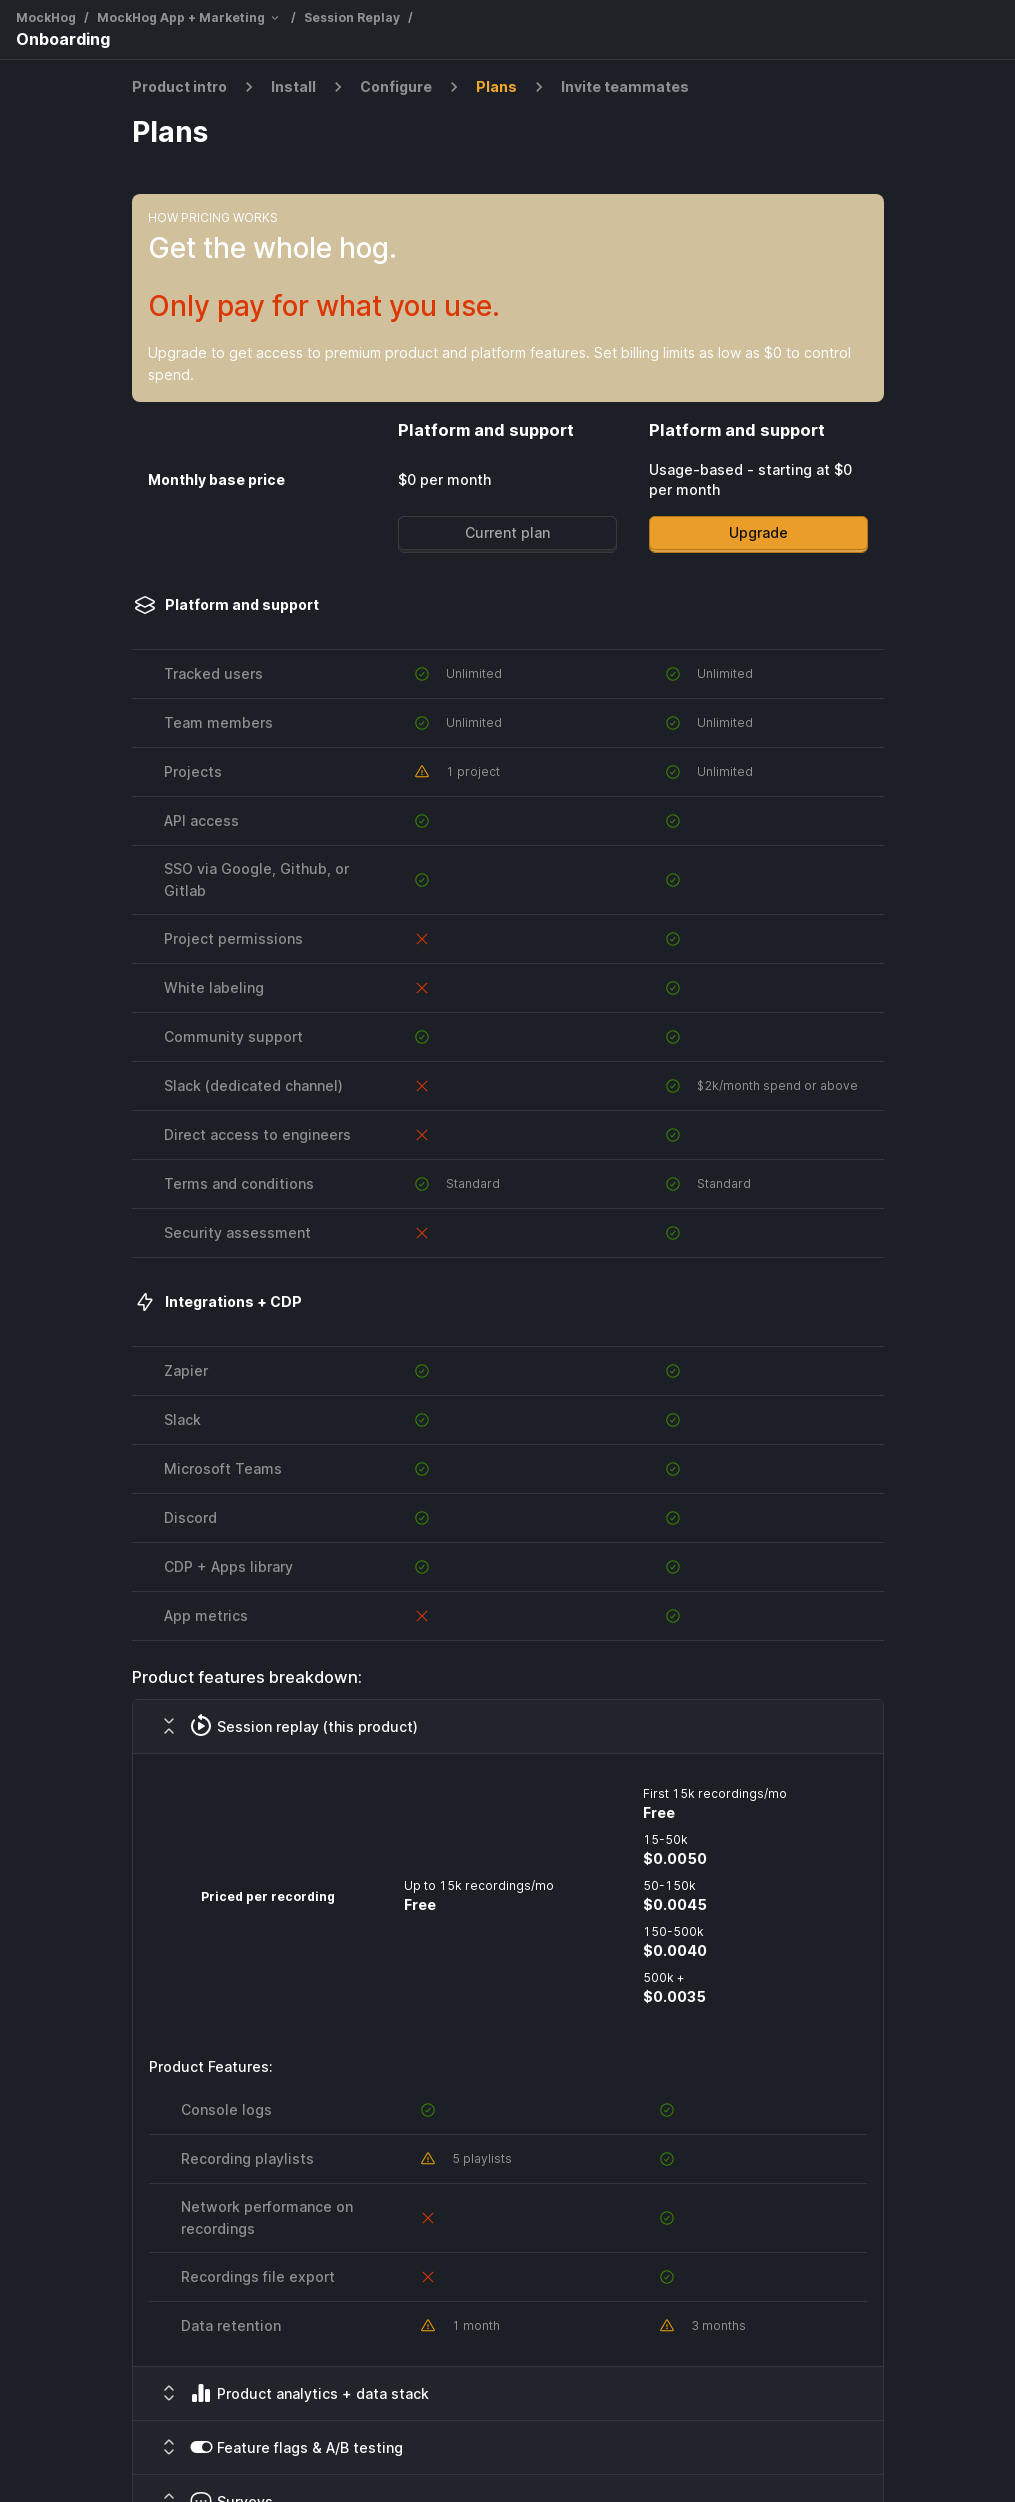 MockHog / MockHog App + Marketing / Session Replay /
Onboarding
Product intro > Install > Configure > Plans > Invite teammates
Plans
HOW PRICING WORKS
Get the whole hog.
Only pay for what you use.
Upgrade to get access to premium product and platform features. Set billing limits as low as $0 to control
spend.
Platform and support Platform and support
Monthly base price $0 per month Usage-based - starting at $0
per month
Current plan Upgrade
Platform and support
Tracked users Unlimited Unlimited
Team members Unlimited Unlimited
Projects 1 project Unlimited
API access
SSO via Google, Github, or
Gitlab
Project permissions
White labeling
Community support
Slack (dedicated channel) $2k/month spend or above
Direct access to engineers
Terms and conditions Standard Standard
Security assessment
Integrations + CDP
Zapier
Slack
Microsoft Teams
Discord
CDP + Apps library
App metrics
Product features breakdown:
Session replay (this product)
Priced per recording
Up to 15k recordings/mo
Free
First 15k recordings/mo
Free
15-50k
$0.0050
50-150k
$0.0045
150-500k
$0.0040
500k +
$0.0035
Product Features:
Console logs
Recording playlists 5 playlists
Network performance on
recordings
Recordings file export
Data retention 1 month 3 months
Product analytics + data stack
Feature flags & A/B testing
Surveys